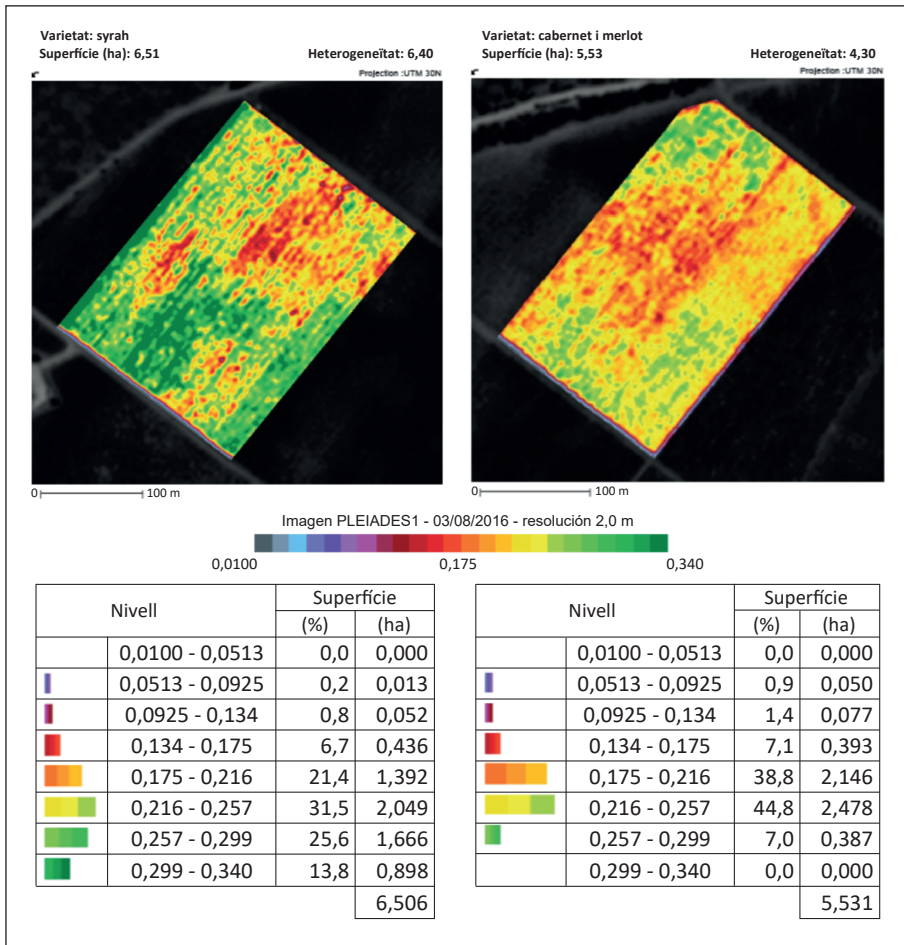 Varietat: syrah
Superfície (ha): 6,51 Heterogeneïtat: 6,40
Projection :UTM 30N
0 100 m
Varietat: cabernet i merlot
Superfície (ha): 5,53 Heterogeneïtat: 4,30
Projection :UTM 30N
0 100 m
Imagen PLEIADES1 - 03/08/2016 - resolución 2,0 m
0,0100 0,175 0,340
Nivell Superfície
(%) (ha)
0,0100 - 0,0513 0,0 0,000
0,0513 - 0,0925 0,2 0,013
0,0925 - 0,134 0,8 0,052
0,134 - 0,175 6,7 0,436
0,175 - 0,216 21,4 1,392
0,216 - 0,257 31,5 2,049
0,257 - 0,299 25,6 1,666
0,299 - 0,340 13,8 0,898
6,506
Nivell Superfície
(%) (ha)
0,0100 - 0,0513 0,0 0,000
0,0513 - 0,0925 0,9 0,050
0,0925 - 0,134 1,4 0,077
0,134 - 0,175 7,1 0,393
0,175 - 0,216 38,8 2,146
0,216 - 0,257 44,8 2,478
0,257 - 0,299 7,0 0,387
0,299 - 0,340 0,0 0,000
5,531